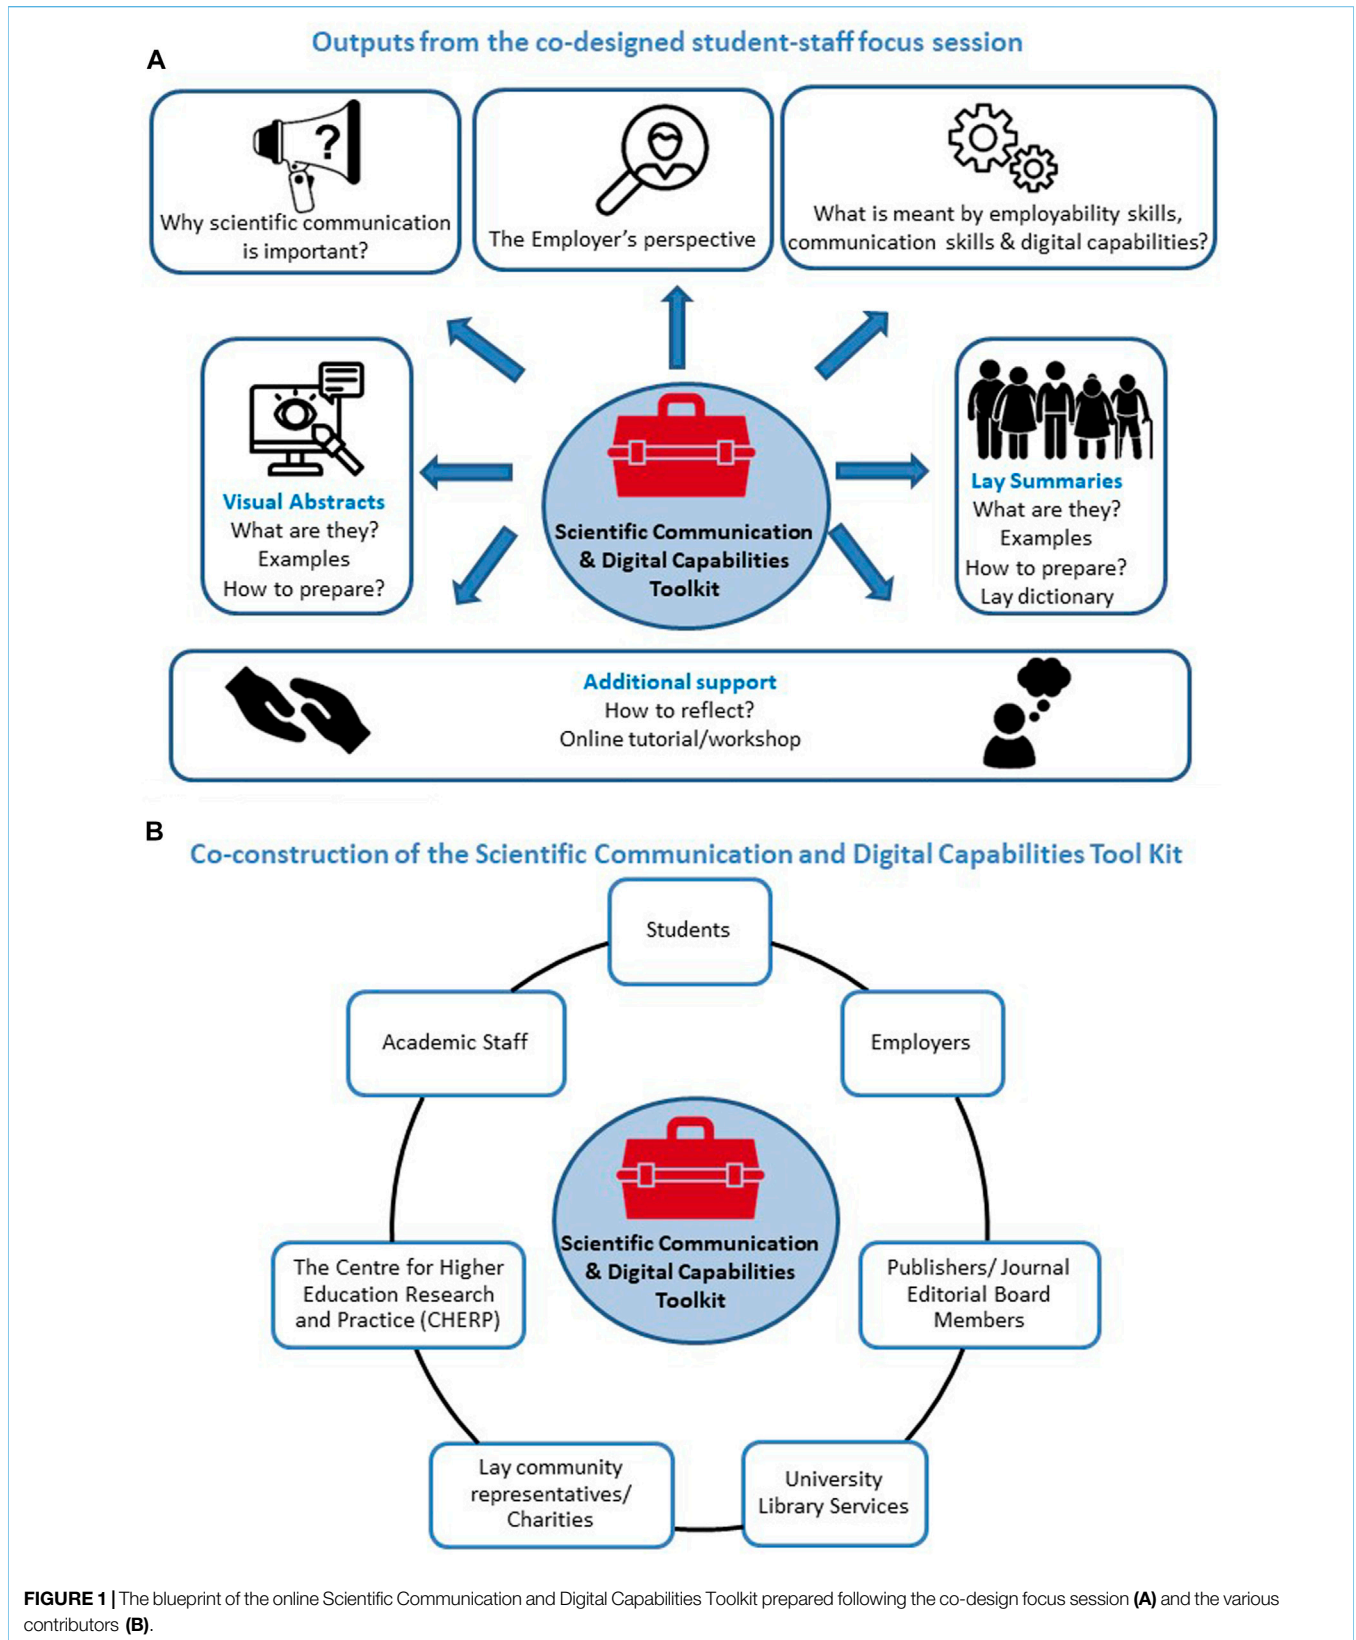 A
Outputs from the co-designed student-staff focus session
?
Why scientific communication
is important?
The Employer's perspective
What is meant by employability skills,
communication skills & digital capabilities?
Visual Abstracts
What are they?
Examples
How to prepare?
Scientific Communication
& Digital Capabilities
Toolkit
Lay Summaries
What are they?
Examples
How to prepare?
Lay dictionary
Additional support
How to reflect?
Online tutorial/workshop
B
Co-construction of the Scientific Communication and Digital Capabilities Tool Kit
Students
Academic Staff
Employers
Scientific Communication
& Digital Capabilities
Toolkit
The Centre for Higher
Education Research
and Practice (CHERP)
Publishers/ Journal
Editorial Board
Members
Lay community
representatives/
Charities
University
Library Services
FIGURE 1 | The blueprint of the online Scientific Communication and Digital Capabilities Toolkit prepared following the co-design focus session (A) and the various
contributors (B).